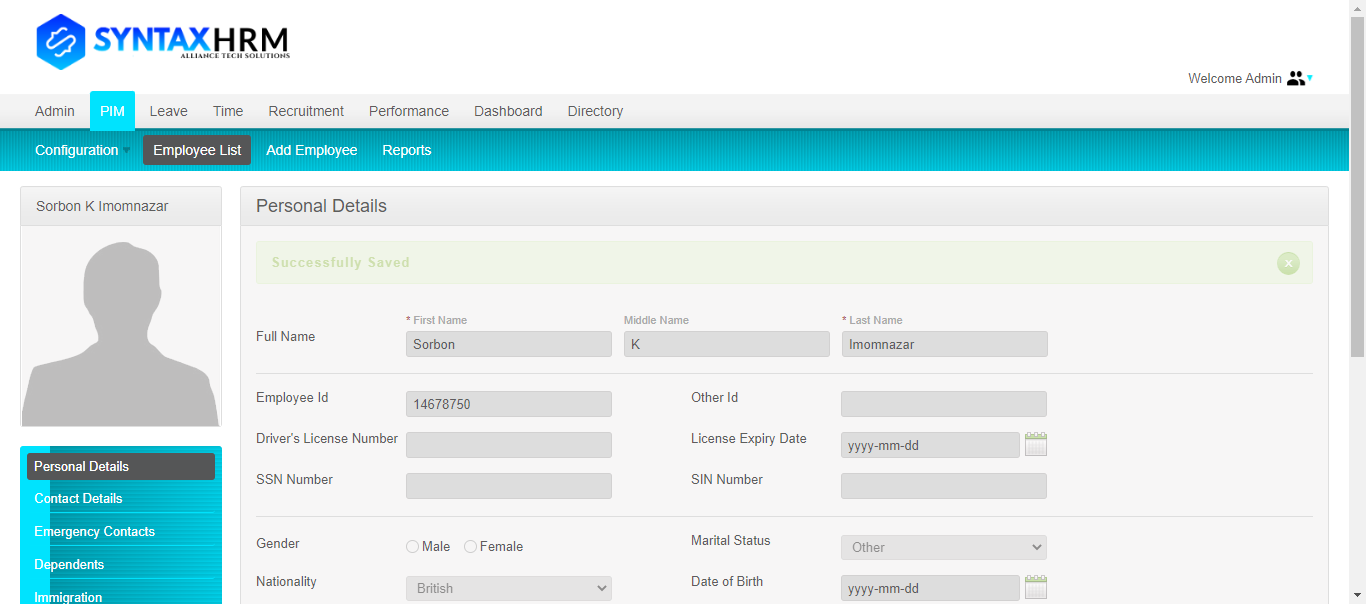 SYNTAXHRM
ALLIANCE TECH SOLUTIONS
Welcome Admin
Admin PIM Leave Time Recruitment Performance Dashboard Directory
Configuration Employee List Add Employee Reports
Sorbon K Imomnazar
Personal Details
Successfully Saved
* First Name Middle Name * Last Name
Full Name
Sorbon K Imomnazar
Employee Id 14678750 Other Id
Driver's License Number License Expiry Date yyyy-mm-dd
SSN Number SIN Number
Gender Male Female Marital Status Other
Nationality British Date of Birth yyyy-mm-dd
Personal Details
Contact Details
Emergency Contacts
Dependents
Immigration